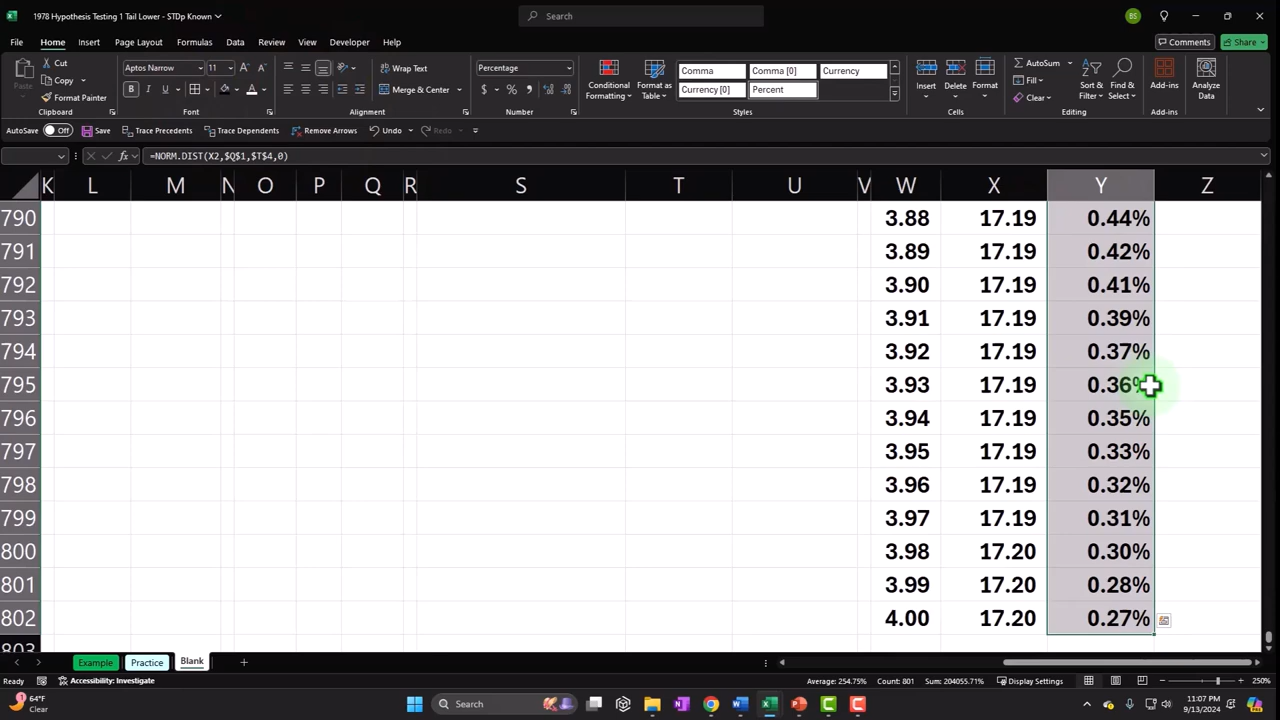 1978 Hypothesis Testing 1 Tail Lower - STDp Known
Search
BS
File Home Insert Page Layout Formulas Data Review View Developer Help
Comments Share
Paste
Cut
Copy
Format Painter
Clipboard
Aptos Narrow 11
B I U
Font
Wrap Text
Merge & Center
Alignment
Percentage
$ % ,
Number
Conditional Formatting
Format as Table
Comma Comma [0] Currency
Currency [0] Percent
Styles
Insert Delete Format
Cells
AutoSum
Fill
Clear
Sort & Filter
Find & Select
Editing
Add-ins
Add-ins
Analyze Data
AutoSave Off Save Trace Precedents Trace Dependents Remove Arrows Undo Redo
fx =NORM.DIST(X2,$Q$1,$T$4,0)
K L M N O P Q R S T U V W X Y Z
790 3.88 17.19 0.44%
791 3.89 17.19 0.42%
792 3.90 17.19 0.41%
793 3.91 17.19 0.39%
794 3.92 17.19 0.37%
795 3.93 17.19 0.36%
796 3.94 17.19 0.35%
797 3.95 17.19 0.33%
798 3.96 17.19 0.32%
799 3.97 17.19 0.31%
800 3.98 17.20 0.30%
801 3.99 17.20 0.28%
802 4.00 17.20 0.27%
803
Example Practice Blank
Ready Accessibility: Investigate Average: 254.75% Count: 801 Sum: 204055.71% Display Settings 250%
64°F
Clear
Search
11:07 PM
9/13/2024